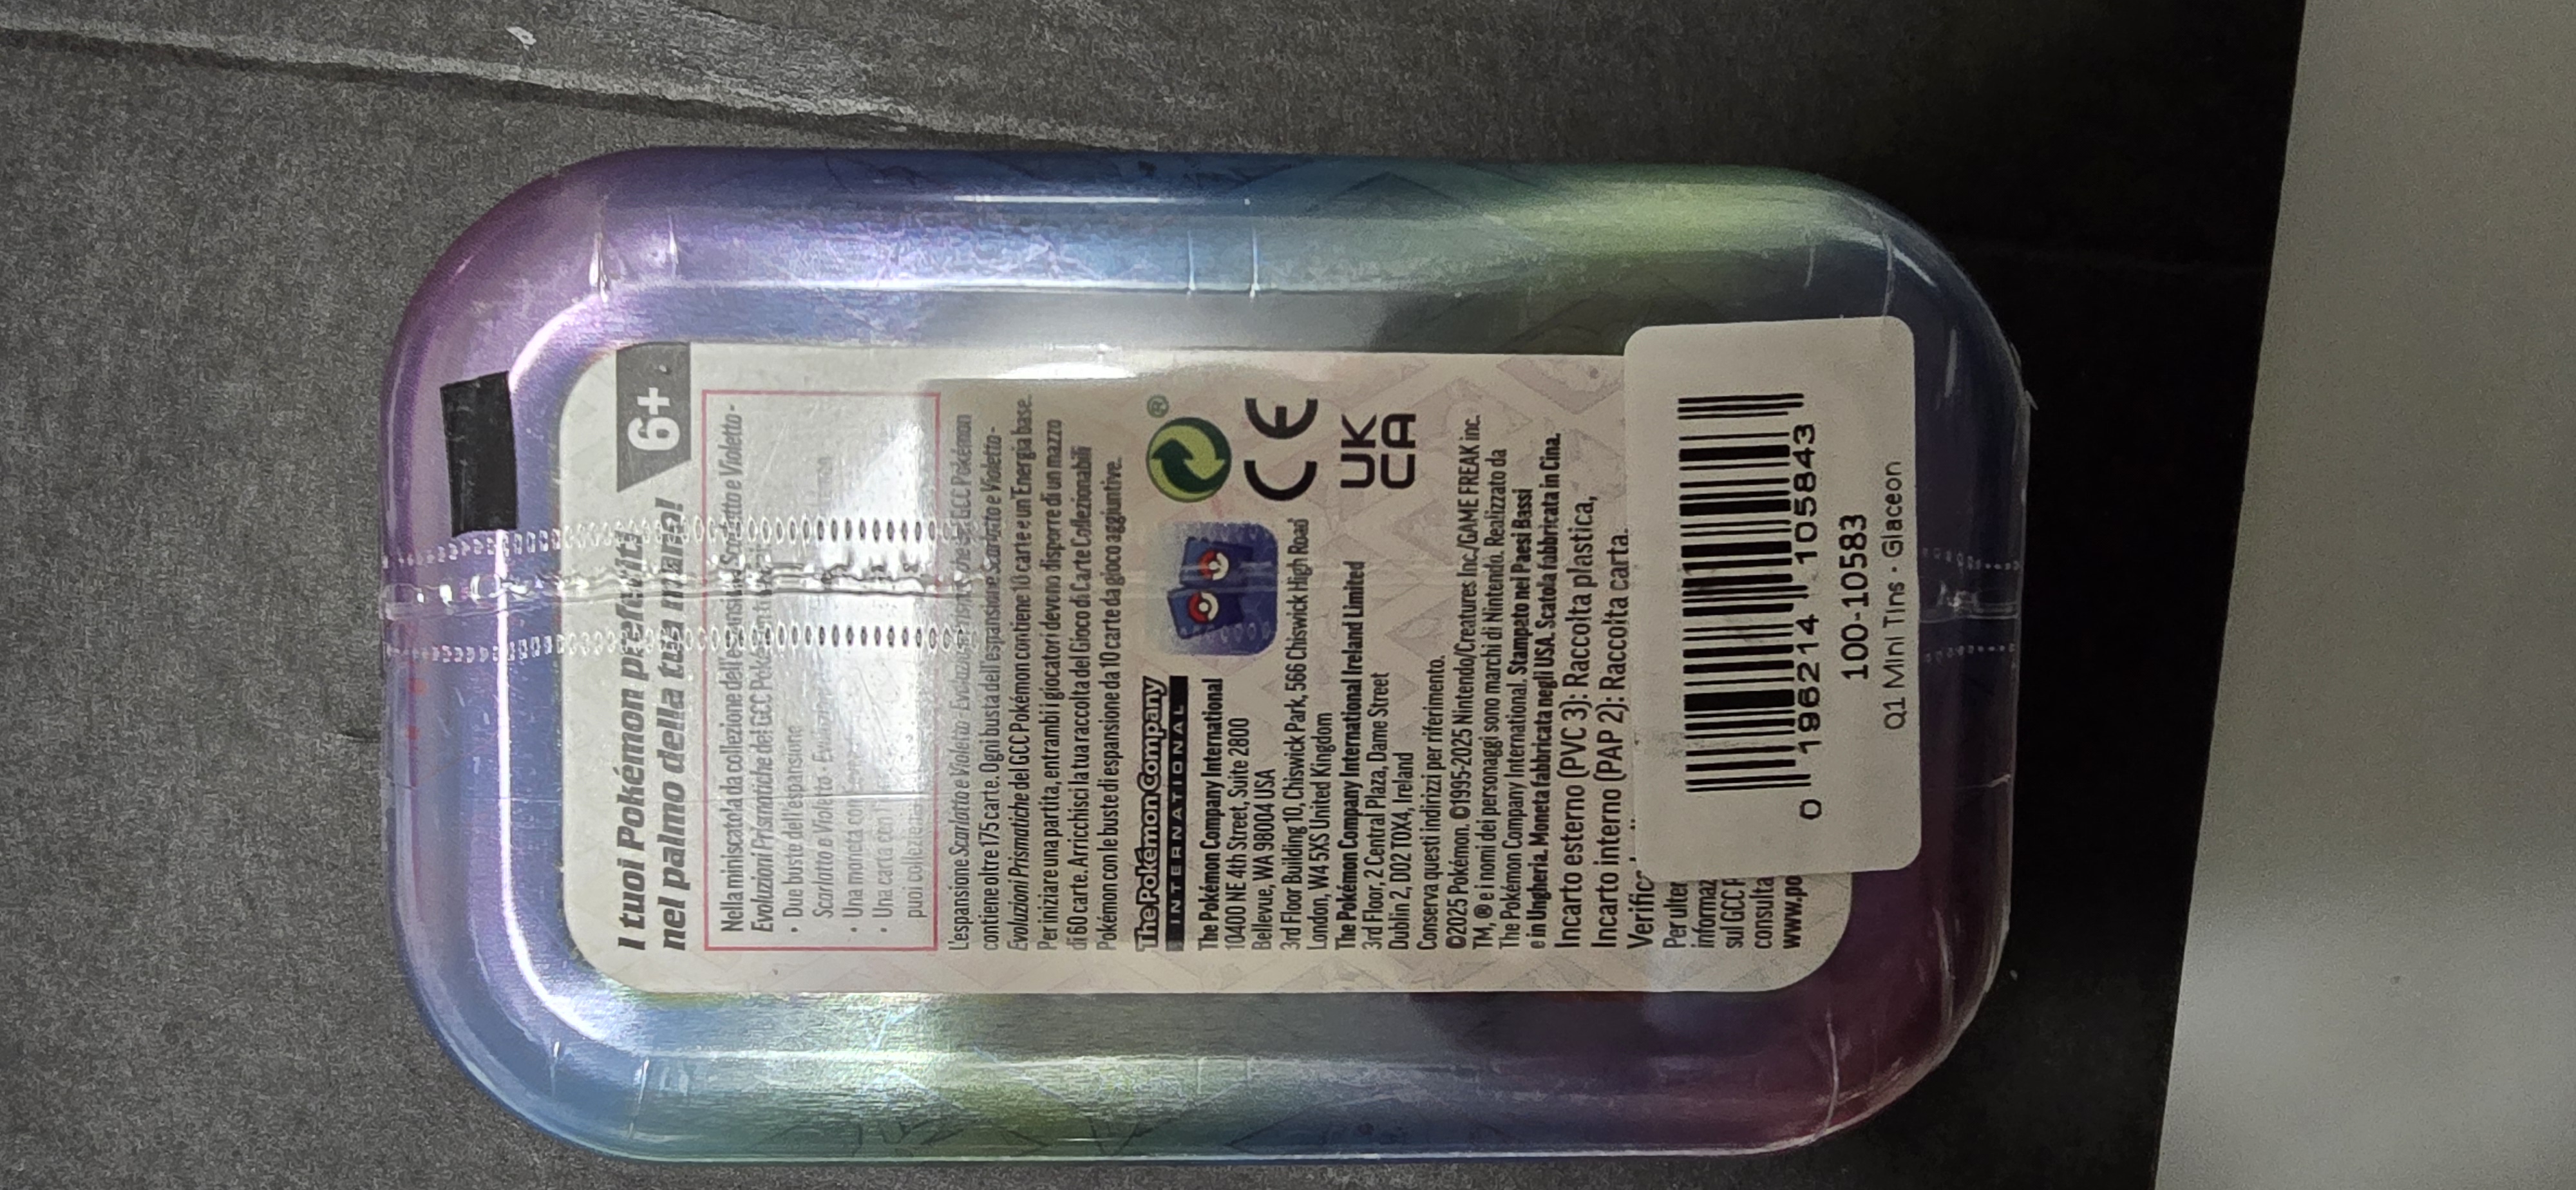 I tuoi Pokémon preferiti
nel palmo della tua mano!
6+
Nella miniscatola da collezione dell'espansione Scarlatto e Violetto -
Evoluzioni Prismatiche del GCC Pokémon
• Due buste dell'espansione
Scarlatto e Violetto -
• Una moneta
• Una carta con
puoi collezionare
L'espansione Scarlatto e Violetto - Evoluzioni Prismatiche del GCC Pokémon
contiene oltre 175 carte. Ogni busta dell'espansione Scarlatto e Violetto -
Evoluzioni Prismatiche del GCC Pokémon contiene 10 carte e un'Energia base.
Per iniziare una partita, entrambi i giocatori devono disporre di un mazzo
di 60 carte. Arricchisci la tua raccolta del Gioco di Carte Collezionabili
Pokémon con le buste di espansione da 10 carte da gioco aggiuntive.
The Pokémon Company
INTERNATIONAL
The Pokémon Company International
10400 NE 4th Street, Suite 2800
Bellevue, WA 98004 USA
3rd Floor Building 10, Chiswick Park, 566 Chiswick High Road
London, W4 5XS United Kingdom
The Pokémon Company International Ireland Limited
3rd Floor, 2 Central Plaza, Dame Street
Dublin 2, D02 T0X4, Ireland
®
CE
UK
CA
Conserva questi indirizzi per riferimento.
©2025 Pokémon. ©1995-2025 Nintendo/Creatures Inc./GAME FREAK inc.
TM, ® e i nomi dei personaggi sono marchi di Nintendo. Realizzato da
The Pokémon Company International. Stampato nei Paesi Bassi
e in Ungheria. Moneta fabbricata negli USA. Scatola fabbricata in Cina.
Incarto esterno (PVC 3): Raccolta plastica,
Incarto interno (PAP 2): Raccolta carta.
Per
sul GCC
consulta
0 196214 105843
100-10583
Q1 Mini Tins - Glaceon